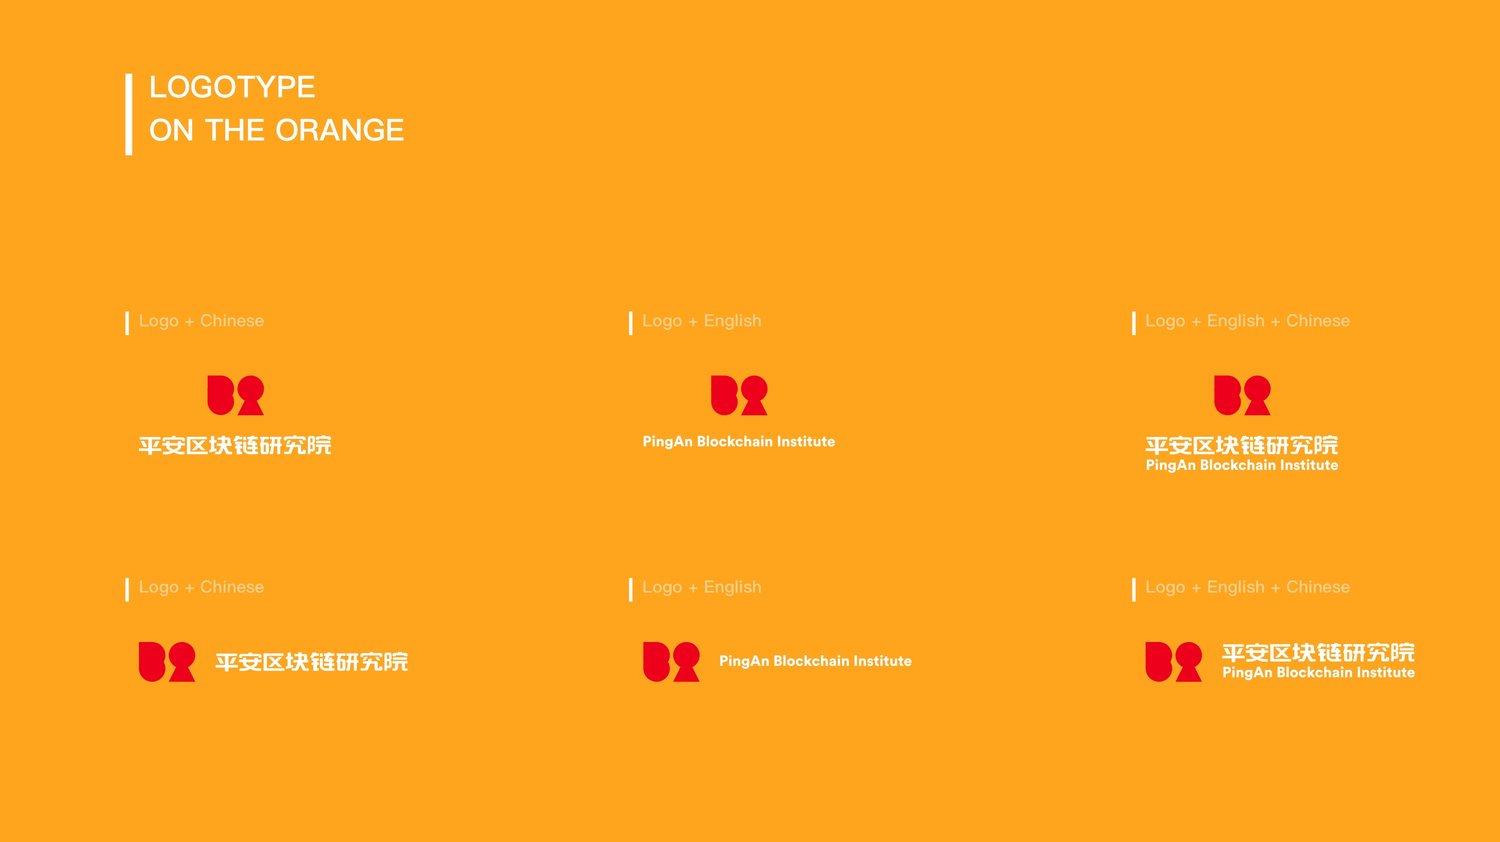 LOGOTYPE
ON THE ORANGE
Logo + Chinese
平安区块链研究院
Logo + English
PingAn Blockchain Institute
Logo + English + Chinese
平安区块链研究院
PingAn Blockchain Institute
Logo + Chinese
平安区块链研究院
Logo + English
PingAn Blockchain Institute
Logo + English + Chinese
平安区块链研究院
PingAn Blockchain Institute